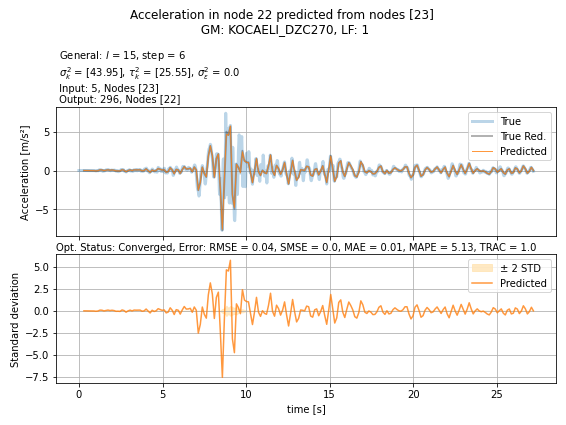 Acceleration in node 22 predicted from nodes [23]
GM: KOCAELI_DZC270, LF: 1
General: l = 15, step = 6
σ²ₖ = [43.95], τ²ₖ = [25.55], σ²ε = 0.0
Input: 5, Nodes [23]
Output: 296, Nodes [22]
True
True Red.
Predicted
5
0
−5
Acceleration [m/s²]
Opt. Status: Converged, Error: RMSE = 0.04, SMSE = 0.0, MAE = 0.01, MAPE = 5.13, TRAC = 1.0
± 2 STD
Predicted
5.0
2.5
0.0
−2.5
−5.0
−7.5
Standard deviation
0 5 10 15 20 25
time [s]